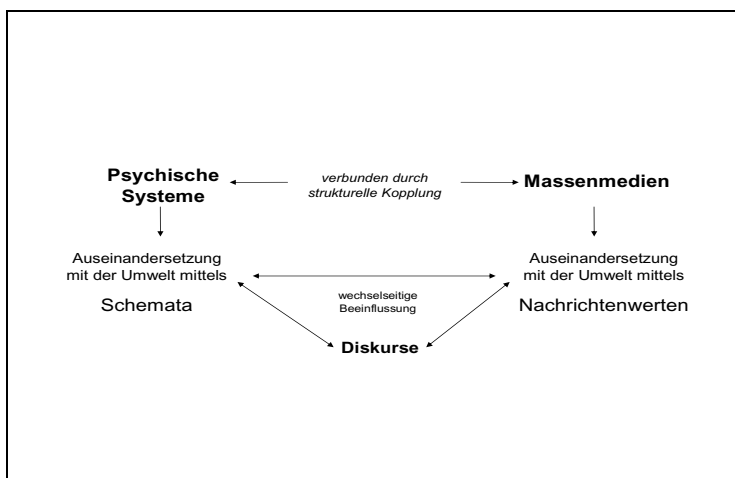 Psychische
Systeme
verbunden durch
strukturelle Kopplung
Massenmedien
Auseinandersetzung
mit der Umwelt mittels
Schemata
Auseinandersetzung
mit der Umwelt mittels
Nachrichtenwerten
wechselseitige
Beeinflussung
Diskurse